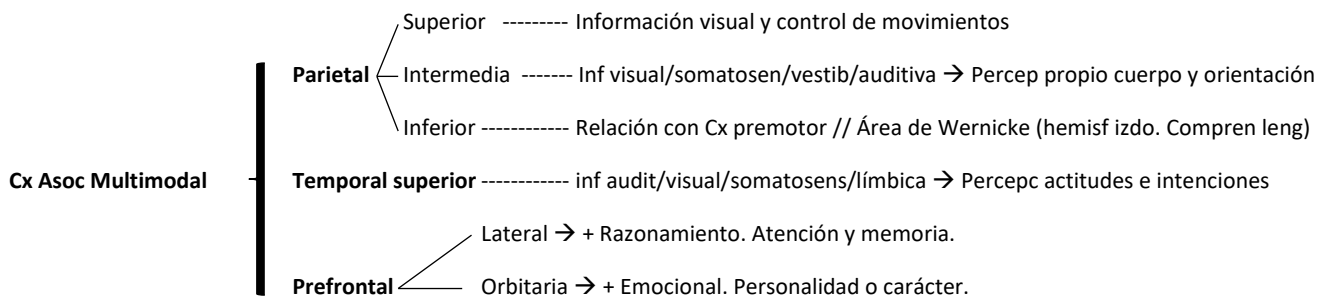 Superior --------- Información visual y control de movimientos
Parietal Intermedia ------- Inf visual/somatosen/vestib/auditiva → Percep propio cuerpo y orientación
Inferior ------------ Relación con Cx premotor // Área de Wernicke (hemisf izdo. Compren leng)
Cx Asoc Multimodal Temporal superior ------------ inf audit/visual/somatosens/límbica → Percepc actitudes e intenciones
Lateral → + Razonamiento. Atención y memoria.
Prefrontal Orbitaria → + Emocional. Personalidad o carácter.